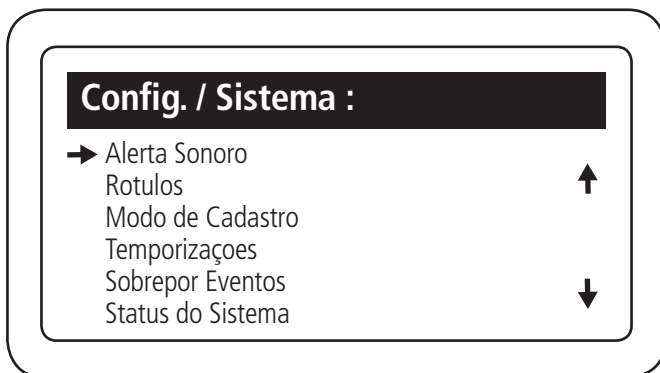 Config. / Sistema :
Alerta Sonoro
Rotulos
Modo de Cadastro
Temporizaçoes
Sobrepor Eventos
Status do Sistema